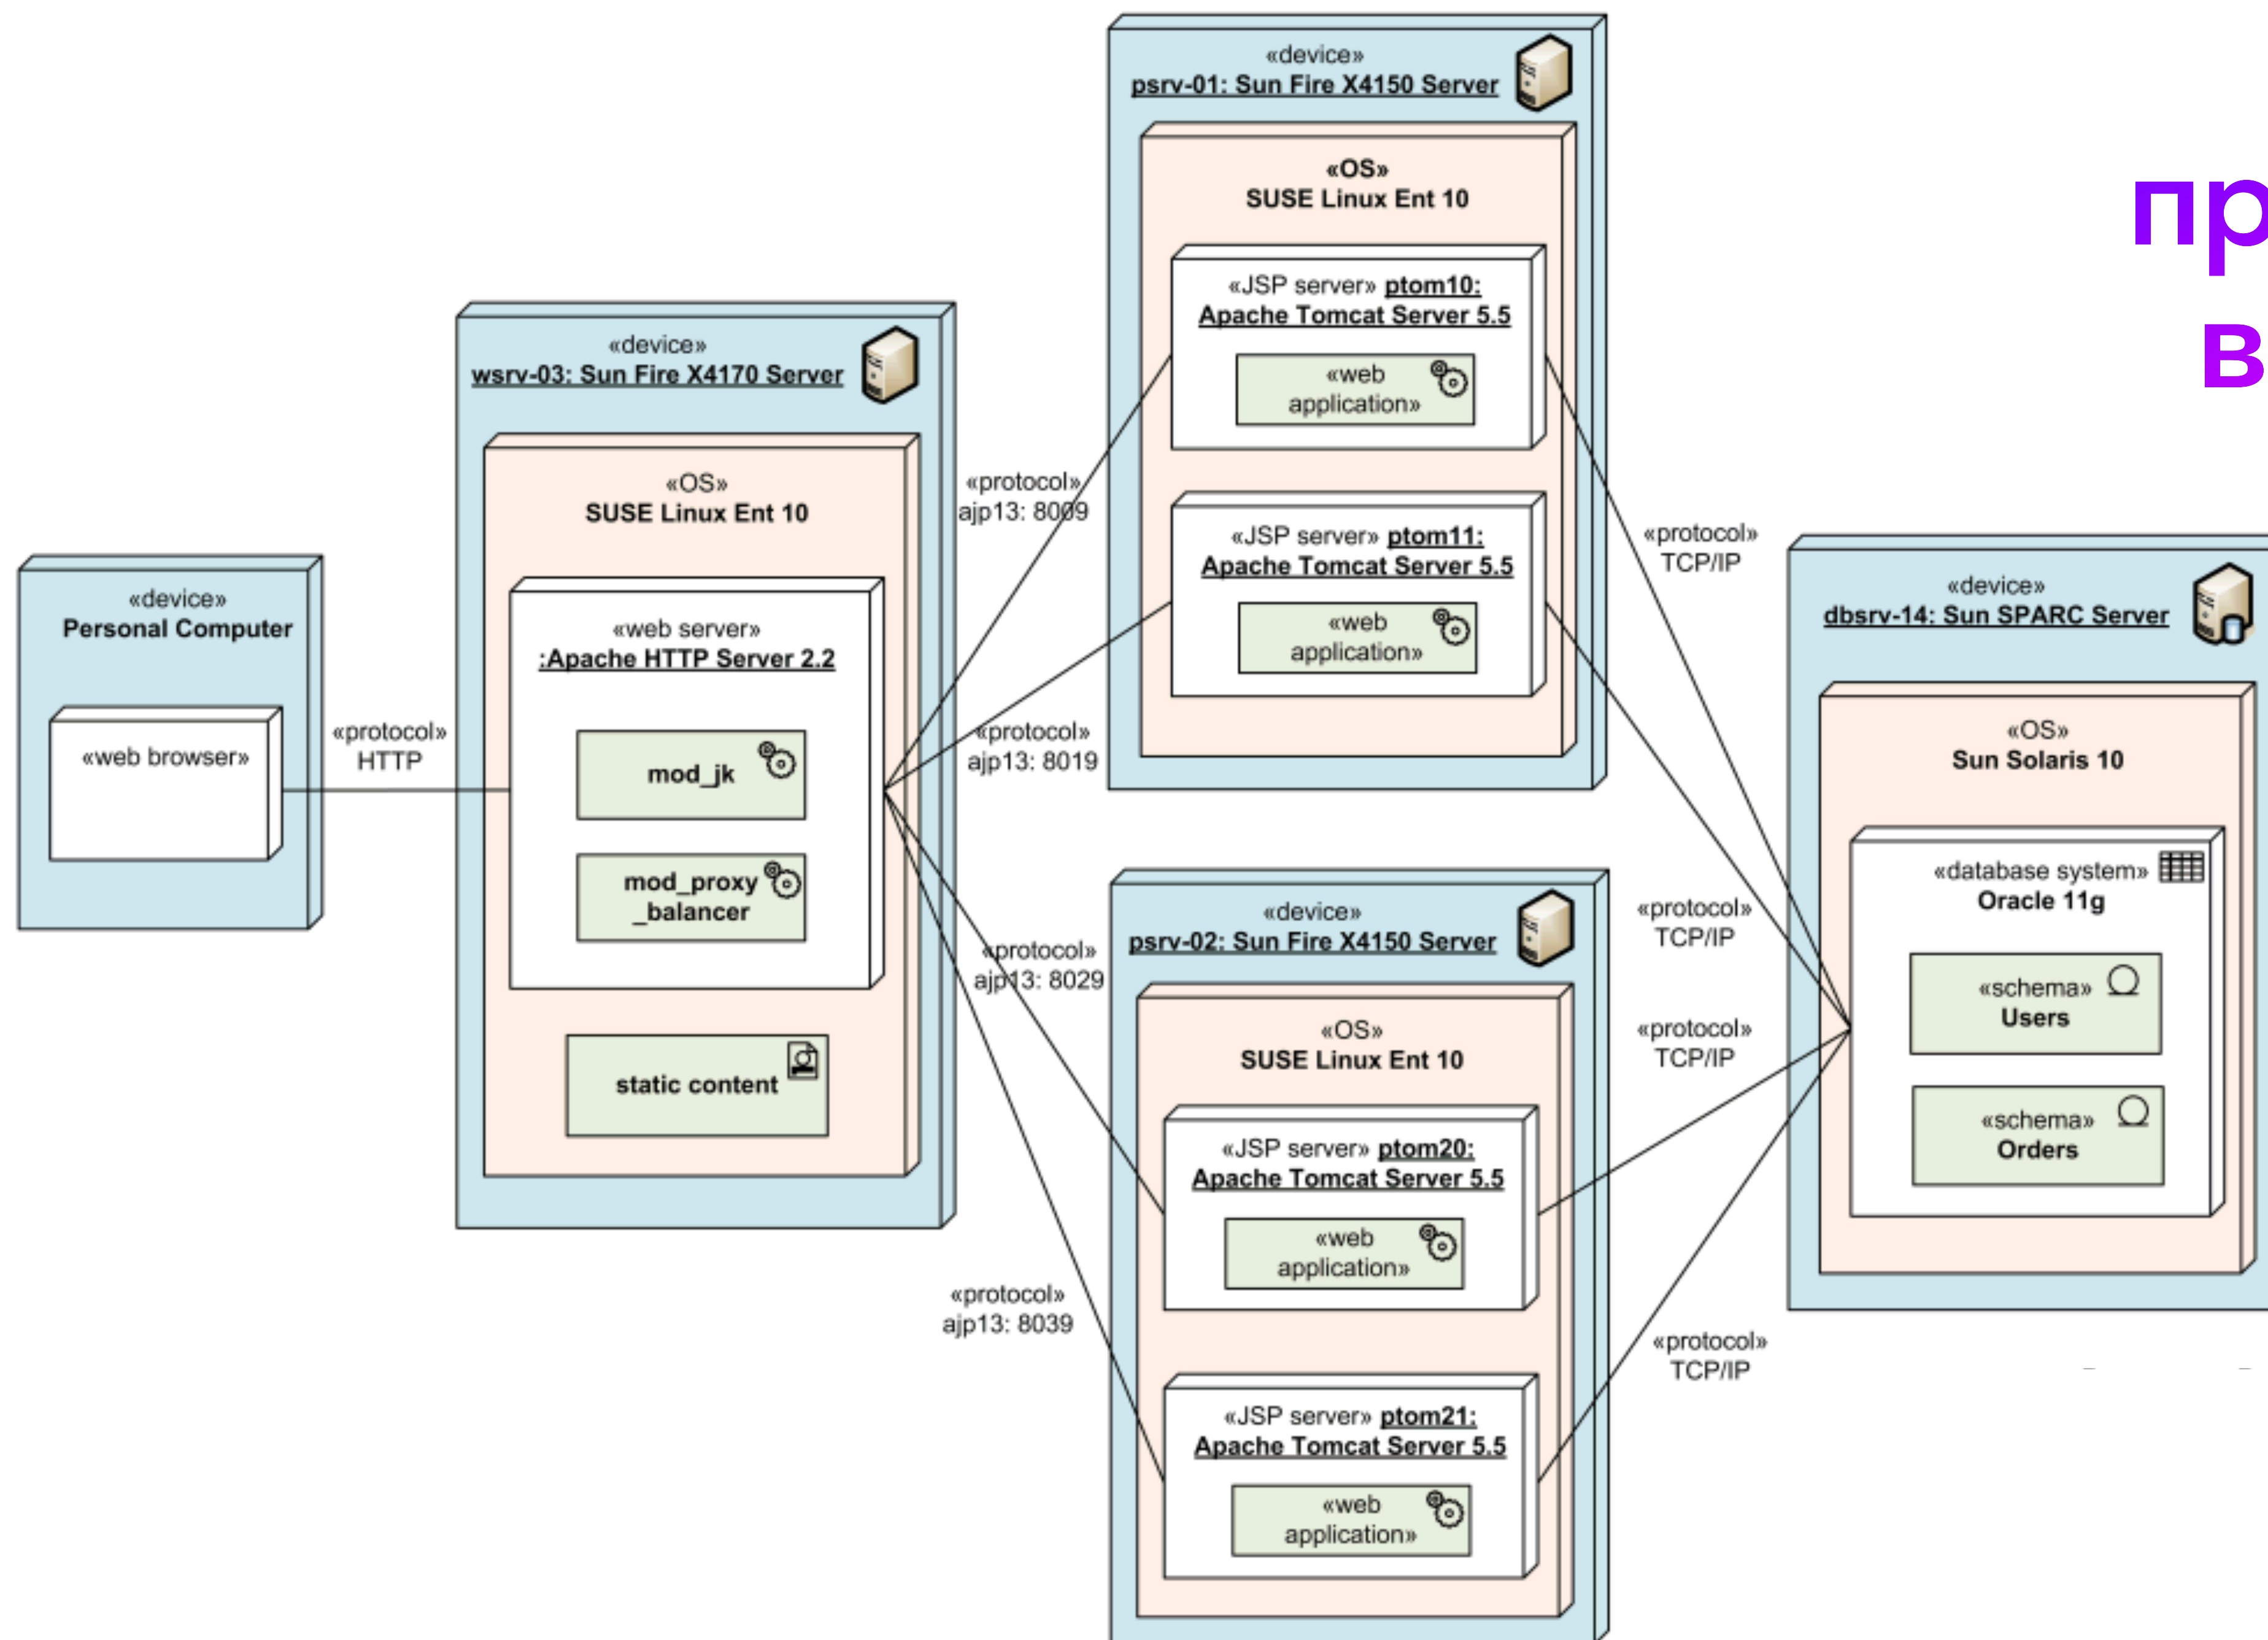 «device»
Personal Computer
«web browser»
«protocol»
HTTP
«device»
wsrv-03: Sun Fire X4170 Server
«OS»
SUSE Linux Ent 10
«web server»
:Apache HTTP Server 2.2
mod_jk
mod_proxy
_balancer
static content
«protocol»
ajp13: 8009
«protocol»
ajp13: 8019
«protocol»
ajp13: 8029
«protocol»
ajp13: 8039
«device»
psrv-01: Sun Fire X4150 Server
«OS»
SUSE Linux Ent 10
«JSP server» ptom10:
Apache Tomcat Server 5.5
«web
application»
«JSP server» ptom11:
Apache Tomcat Server 5.5
«web
application»
«device»
psrv-02: Sun Fire X4150 Server
«OS»
SUSE Linux Ent 10
«JSP server» ptom20:
Apache Tomcat Server 5.5
«web
application»
«JSP server» ptom21:
Apache Tomcat Server 5.5
«web
application»
«protocol»
TCP/IP
«protocol»
TCP/IP
«protocol»
TCP/IP
«protocol»
TCP/IP
«device»
dbsrv-14: Sun SPARC Server
«OS»
Sun Solaris 10
«database system»
Oracle 11g
«schema»
Users
«schema»
Orders